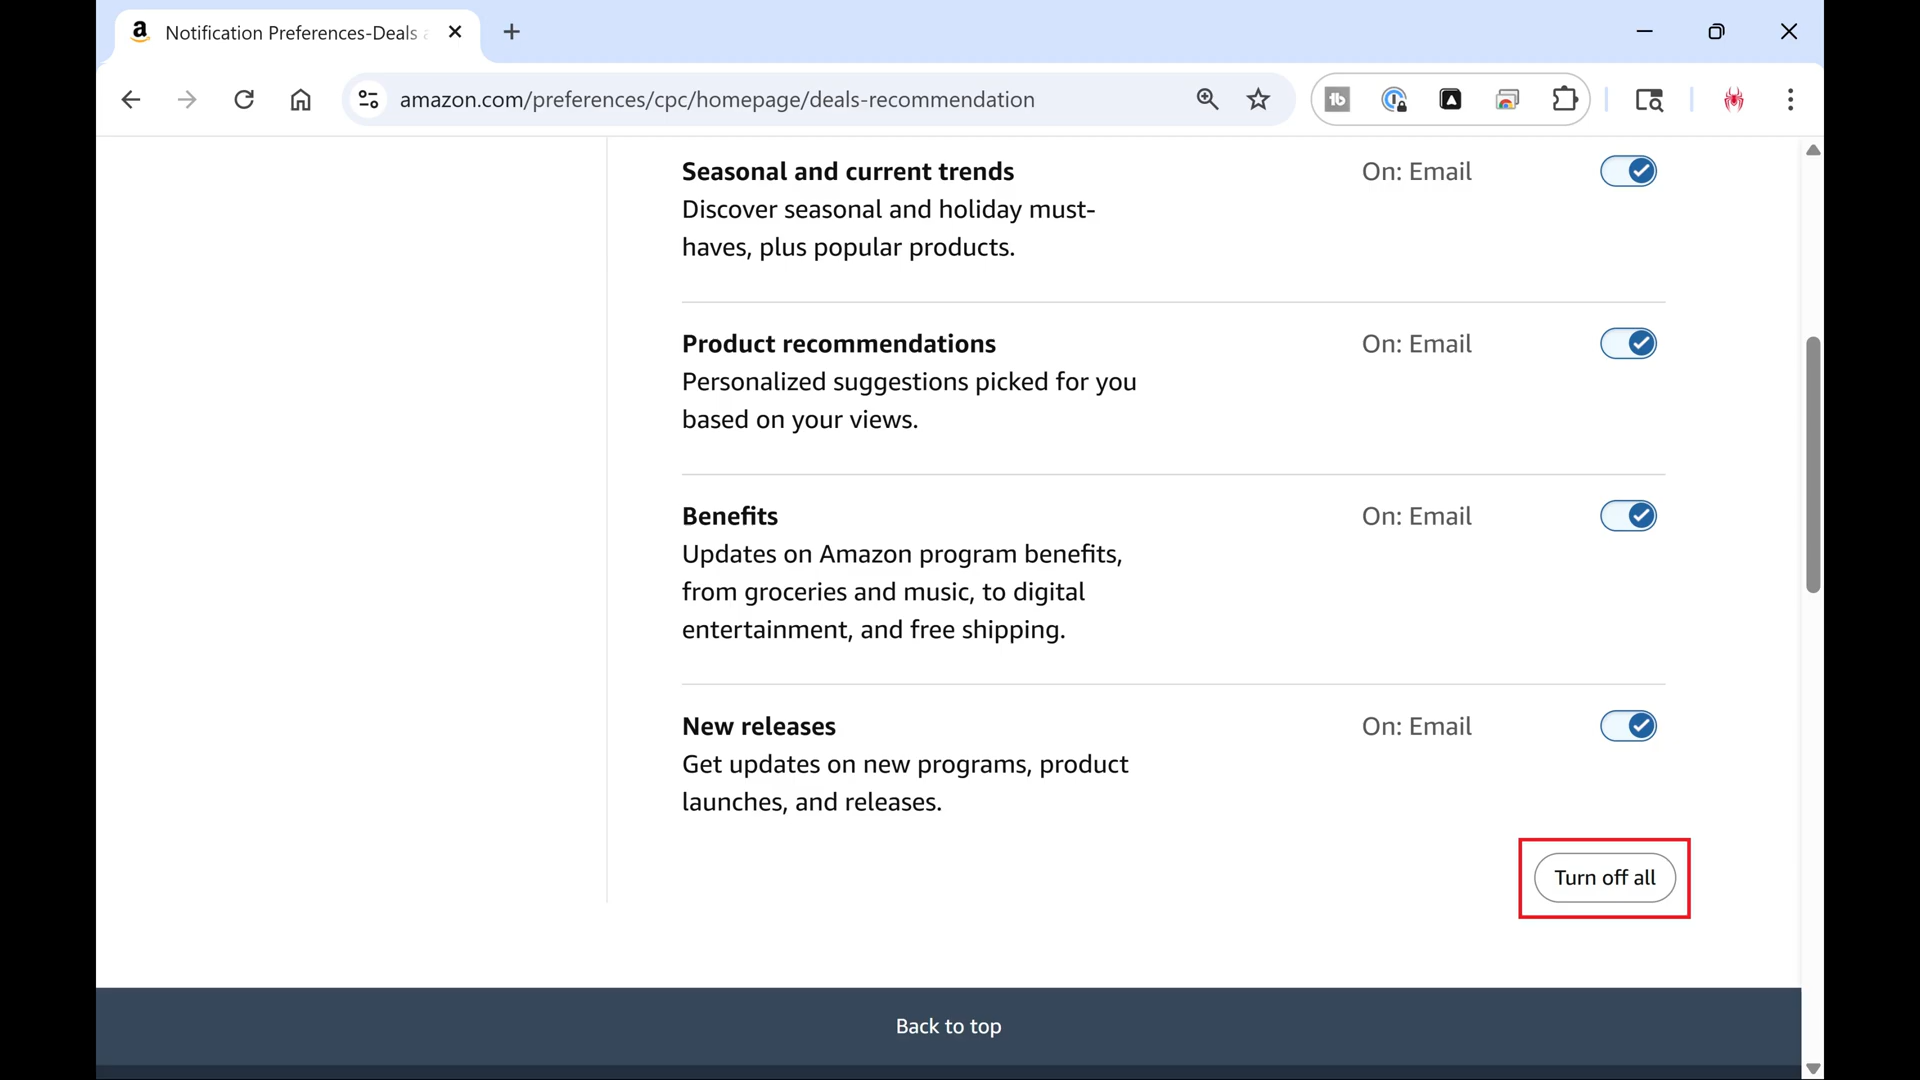 Notification Preferences-Deals a
amazon.com/preferences/cpc/homepage/deals-recommendation
Seasonal and current trends
On: Email
Discover seasonal and holiday must-
haves, plus popular products.
Product recommendations
On: Email
Personalized suggestions picked for you
based on your views.
Benefits
On: Email
Updates on Amazon program benefits,
from groceries and music, to digital
entertainment, and free shipping.
New releases
On: Email
Get updates on new programs, product
launches, and releases.
Turn off all
Back to top